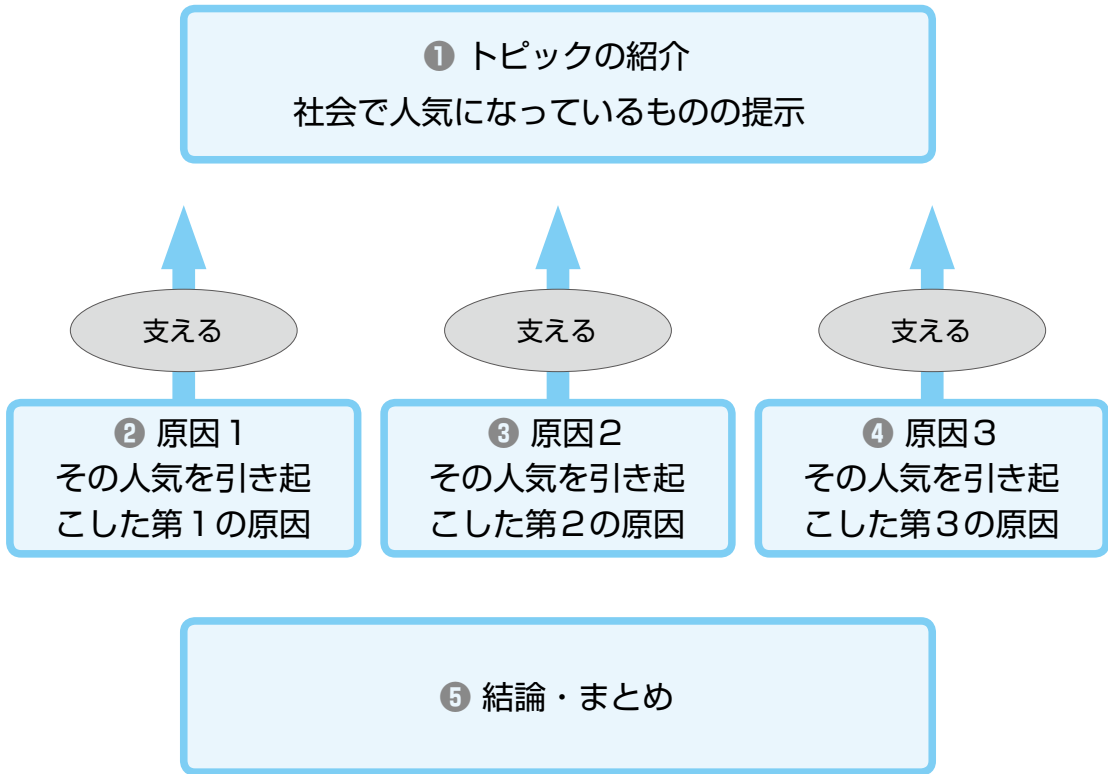 ❶ トピックの紹介
社会で人気になっているものの提示
支える
支える
支える
❷ 原因1
その人気を引き起
こした第1の原因
❸ 原因2
その人気を引き起
こした第2の原因
❹ 原因3
その人気を引き起
こした第3の原因
❺ 結論・まとめ